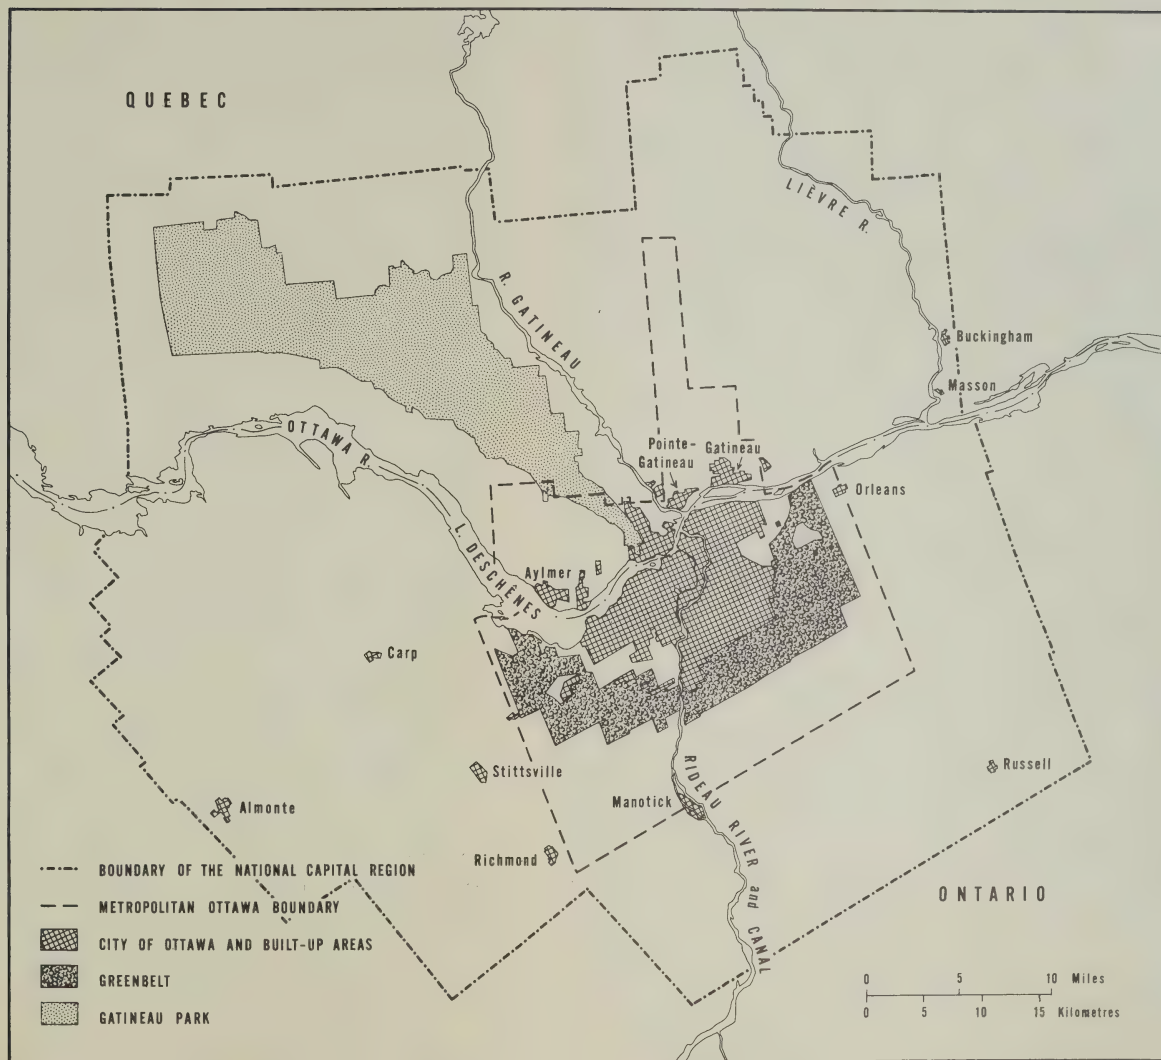 QUEBEC
LIÈVRE R.
R. GATINEAU
Buckingham
Masson
OTTAWA R.
Pointe-
Gatineau
Gatineau
Orleans
L. DESCHÊNES
Aylmer
Carp
Stittsville
RIDEAU RIVER and CANAL
Russell
Manotick
Almonte
Richmond
ONTARIO
BOUNDARY OF THE NATIONAL CAPITAL REGION
METROPOLITAN OTTAWA BOUNDARY
CITY OF OTTAWA AND BUILT-UP AREAS
GREENBELT
GATINEAU PARK
0 5 10 Miles
0 5 10 15 Kilometres